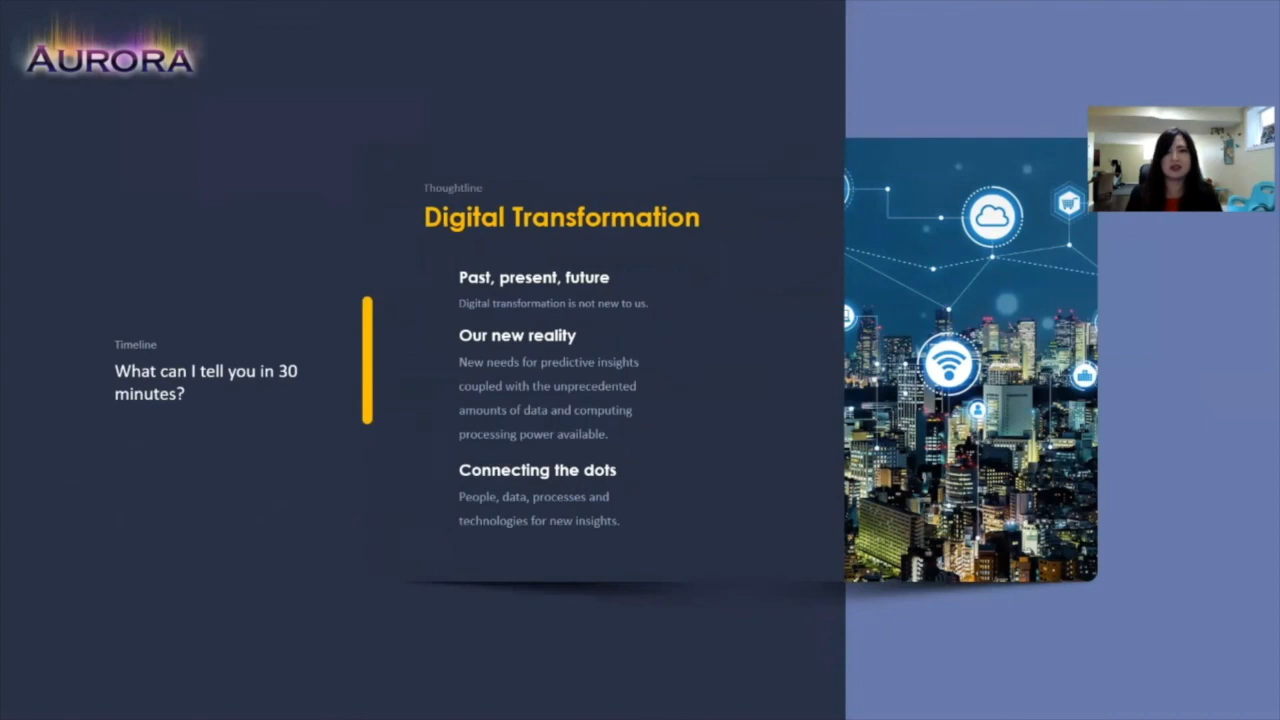 AURORA
Timeline
What can I tell you in 30
minutes?
Thoughtline
Digital Transformation
Past, present, future
Digital transformation is not new to us.
Our new reality
New needs for predictive insights
coupled with the unprecedented
amounts of data and computing
processing power available.
Connecting the dots
People, data, processes and
technologies for new insights.